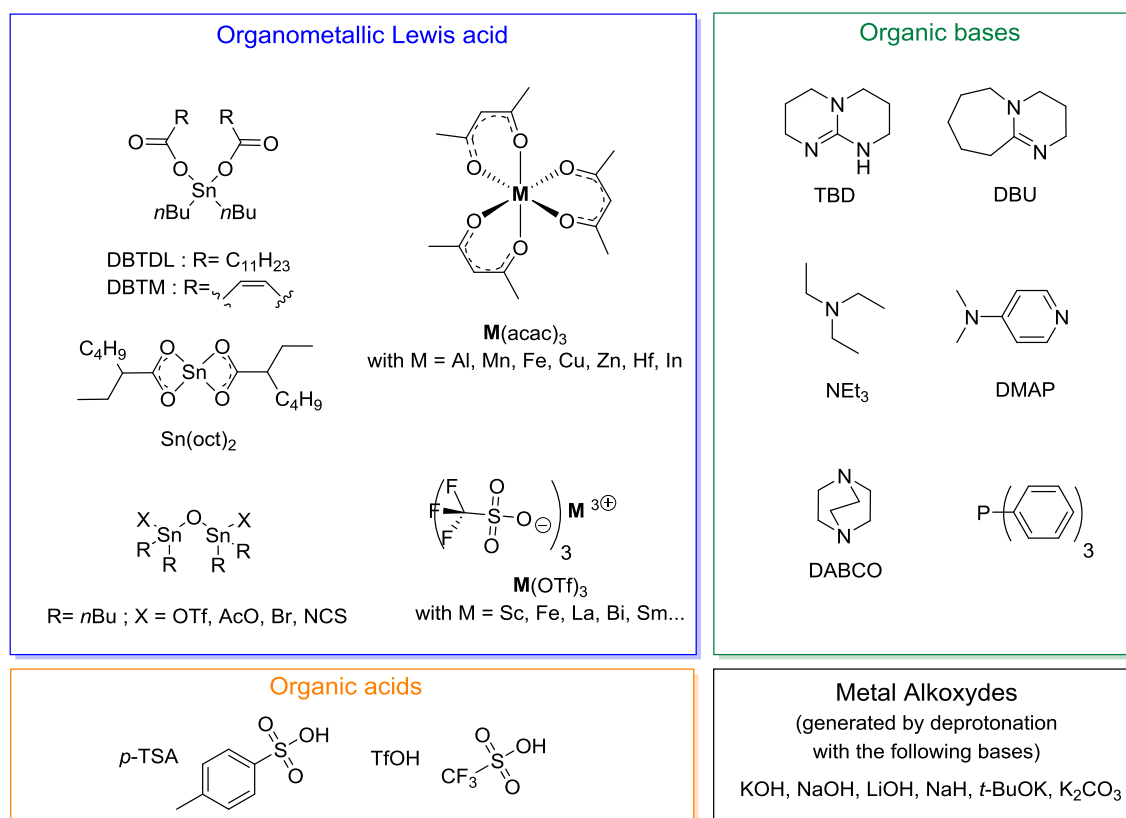 Organometallic Lewis acid
R R
O O
O O
Sn
nBu nBu
DBTDL : R= C₁₁H₂₃
DBTM : R=
O O
O O
O O
M
M(acac)₃
with M = Al, Mn, Fe, Cu, Zn, Hf, In
C₄H₉
O O
Sn
O O
C₄H₉
Sn(oct)₂
X O X
Sn Sn
R R
R R
R= nBu ; X = OTf, AcO, Br, NCS
F O
F S O ⊖ M 3⊕
F O
3
M(OTf)₃
with M = Sc, Fe, La, Bi, Sm...
Organic bases
N
N N
H
TBD
N
N
DBU
N
NEt₃
N N
DMAP
N
N
DABCO
P ( ) 3
Organic acids
p-TSA
O OH
S
O
TfOH
O OH
S
CF₃ O
Metal Alkoxydes
(generated by deprotonation
with the following bases)
KOH, NaOH, LiOH, NaH, t-BuOK, K₂CO₃